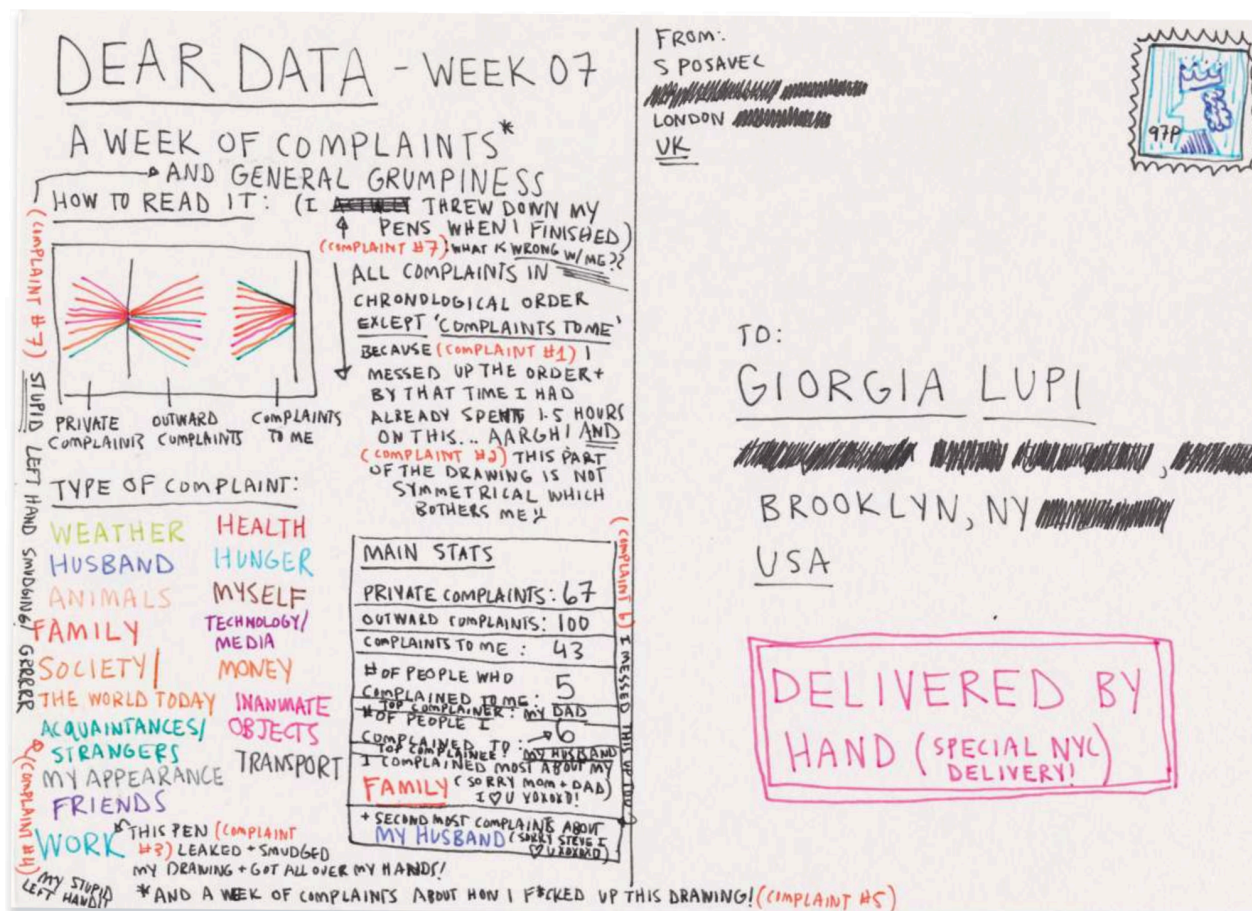 DEAR DATA - WEEK 07
A WEEK OF COMPLAINTS*
AND GENERAL GRUMPINESS
HOW TO READ IT:
(I THREW DOWN MY
PENS WHEN I FINISHED)
(COMPLAINT #7) WHAT IS WRONG W/ ME??
ALL COMPLAINTS IN
CHRONOLOGICAL ORDER
EXCEPT 'COMPLAINTS TO ME'
BECAUSE (COMPLAINT #1) I
MESSED UP THE ORDER +
BY THAT TIME I HAD
ALREADY SPENT 1.5 HOURS
ON THIS... AARGH! AND
(COMPLAINT #2) THIS PART
OF THE DRAWING IS NOT
SYMMETRICAL WHICH
BOTHERS ME
PRIVATE COMPLAINTS
OUTWARD COMPLAINTS
COMPLAINTS TO ME
(COMPLAINT #7) STUPID LEFT HAND SMUDGING! GRRRRR
TYPE OF COMPLAINT:
WEATHER
HUSBAND
ANIMALS
FAMILY
SOCIETY/
THE WORLD TODAY
ACQUAINTANCES/
STRANGERS
MY APPEARANCE
FRIENDS
WORK
HEALTH
HUNGER
MYSELF
TECHNOLOGY/
MEDIA
MONEY
INANIMATE
OBJECTS
TRANSPORT
THIS PEN (COMPLAINT
#3) LEAKED + SMUDGED
MY DRAWING + GOT ALL OVER MY HANDS!
(COMPLAINT #4)
MY STUPID
LEFT HAND!!
MAIN STATS
PRIVATE COMPLAINTS: 67
OUTWARD COMPLAINTS: 100
COMPLAINTS TO ME: 43
# OF PEOPLE WHO
COMPLAINED TO ME: 5
TOP COMPLAINER: MY DAD
# OF PEOPLE I
COMPLAINED TO: 6
TOP COMPLAINEE: MY HUSBAND
I COMPLAINED MOST ABOUT MY
FAMILY (SORRY MOM + DAD)
I ♡ U XOXOXO!
+ SECOND MOST COMPLAINTS ABOUT
MY HUSBAND (SORRY STEVE I
♡ U XOXOXO)
(COMPLAINT 6) I MESSED THIS UP TOO
*AND A WEEK OF COMPLAINTS ABOUT HOW I F*CKED UP THIS DRAWING! (COMPLAINT #5)
FROM:
S POSAVEC
LONDON
UK
97P
TO:
GIORGIA LUPI
BROOKLYN, NY
USA
DELIVERED BY
HAND (SPECIAL NYC
DELIVERY!)